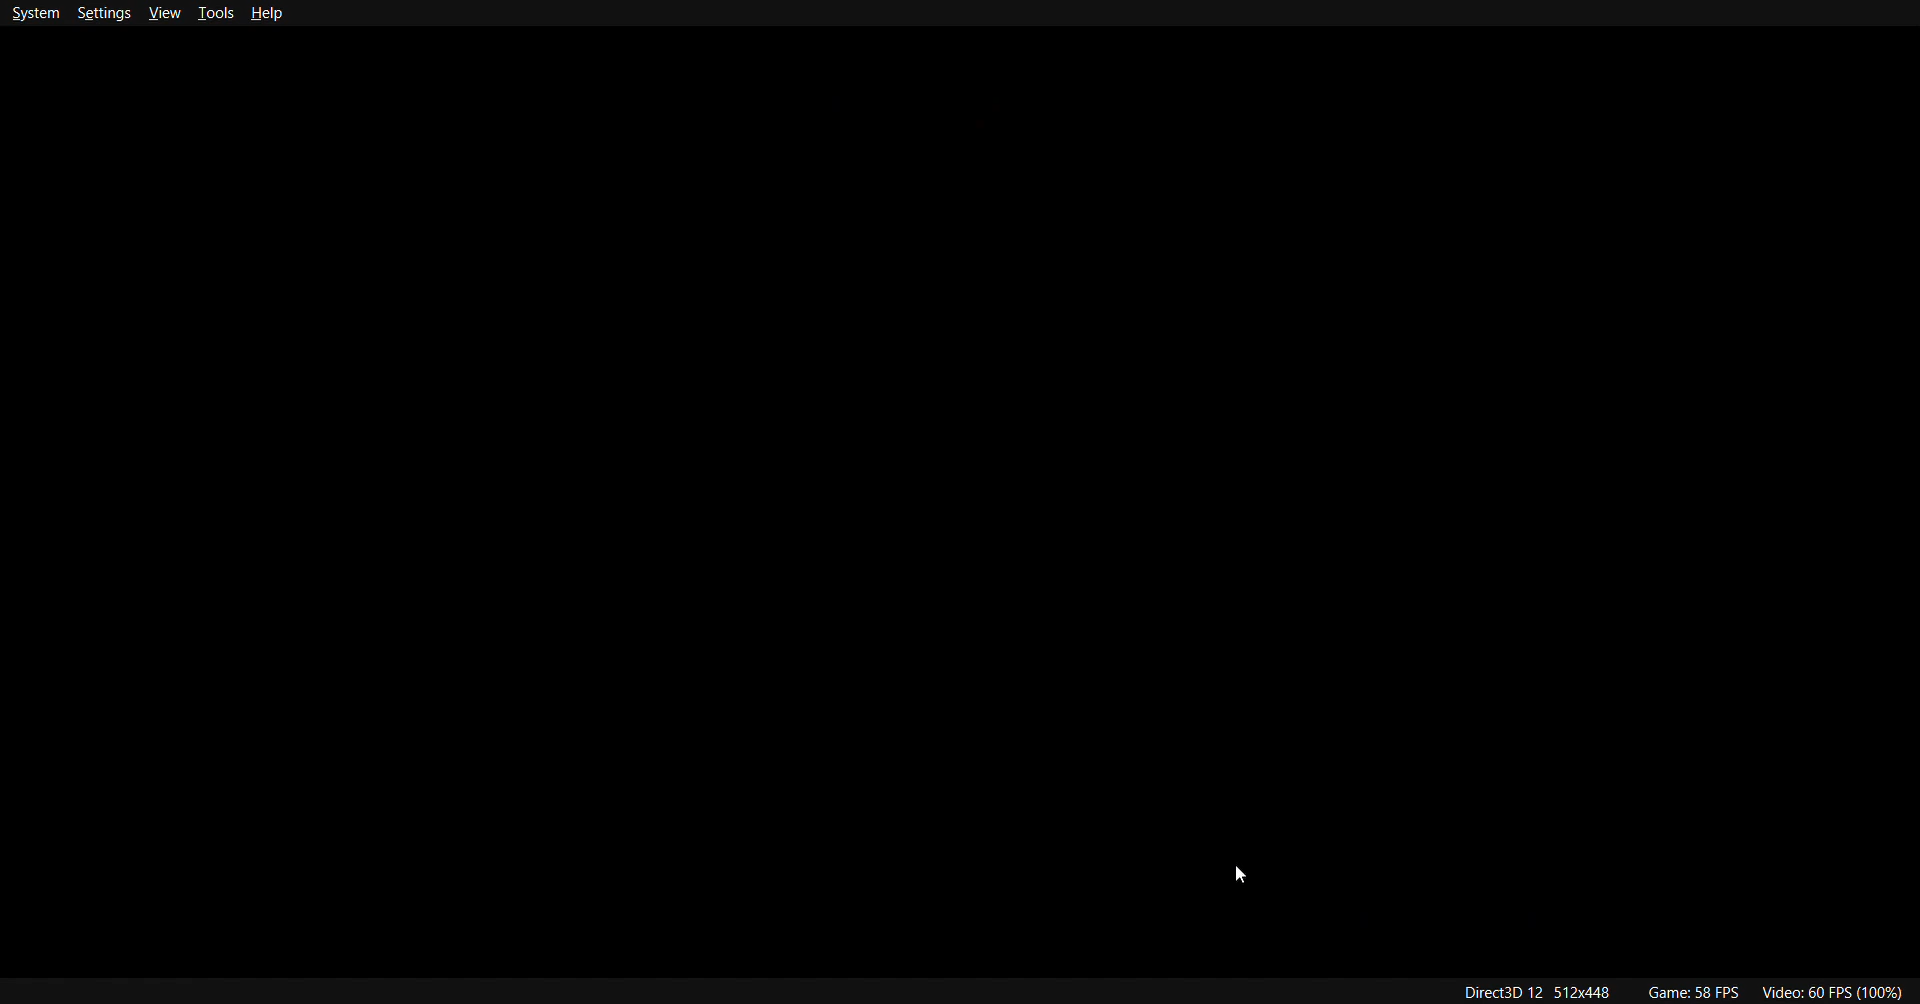 System Settings View Tools Help
Direct3D 12 512x448 Game: 58 FPS Video: 60 FPS (100%)